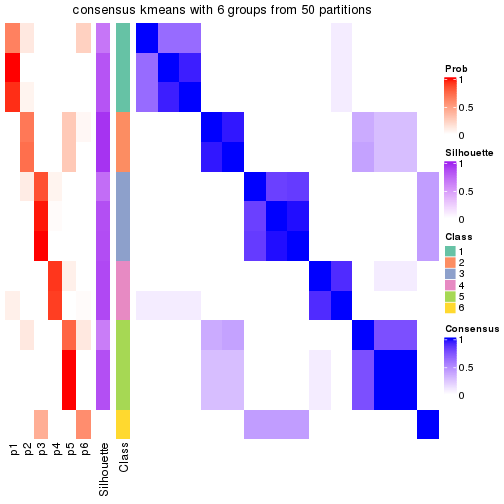 consensus kmeans with 6 groups from 50 partitions
Prob
1
0.5
0
Silhouette
1
0.5
0
Class
1
2
3
4
5
6
Consensus
1
0.5
0
p1 p2 p3 p4 p5 p6 Silhouette Class